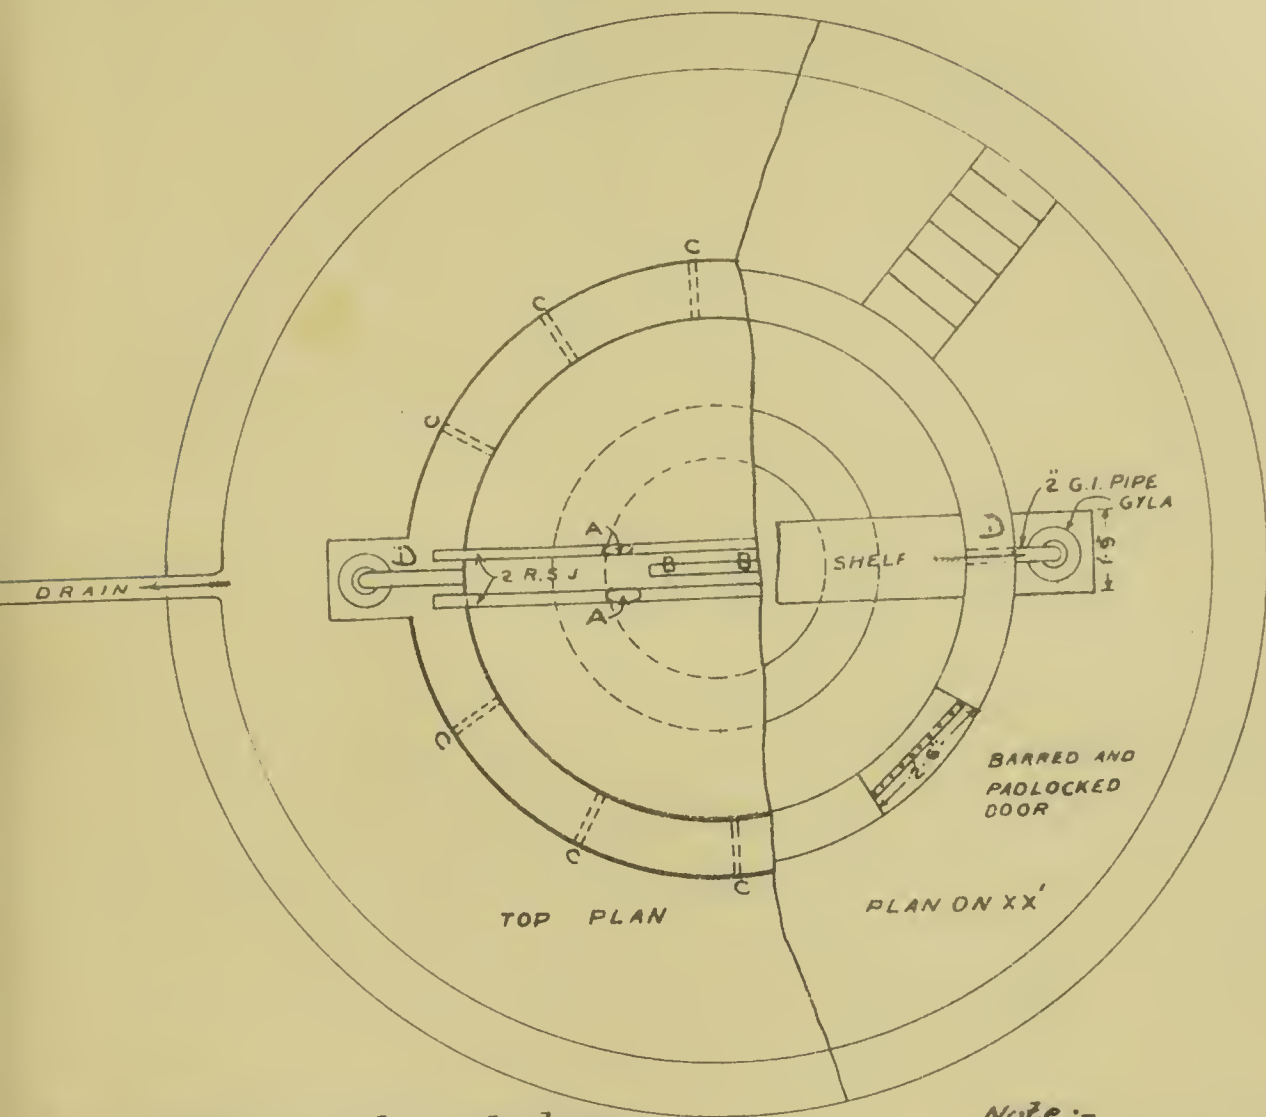 C
C
C
2" G.I. PIPE
GYLA
D
D
1'.9"
A
SHELF
2 R.S J
B B
DRAIN
A
C
2'.6"
BARRED AND
PADLOCKED
DOOR
C
C
TOP PLAN
PLAN ON XX'
Note :-